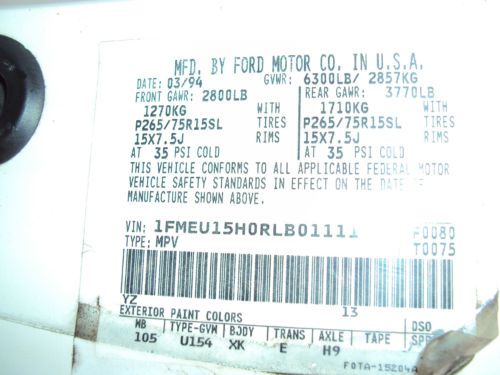 MFD. BY FORD MOTOR CO. IN U.S.A.
DATE: 03/94 GVWR: 6300LB/ 2857KG
FRONT GAWR: 2800LB REAR GAWR: 3770LB
1270KG WITH 1710KG WITH
P265/75R15SL TIRES P265/75R15SL TIRES
15X7.5J RIMS 15X7.5J RIMS
AT 35 PSI COLD AT 35 PSI COLD
THIS VEHICLE CONFORMS TO ALL APPLICABLE FEDERAL MOTOR
VEHICLE SAFETY STANDARDS IN EFFECT ON THE DATE OF
MANUFACTURE SHOWN ABOVE.
VIN: 1FMEU15H0RLB01111 F0080
TYPE: MPV T0075
YZ 13
EXTERIOR PAINT COLORS DSO
WB TYPE-GVM BODY TRANS AXLE TAPE
105 U154 XK E H9
FOTA-15204A